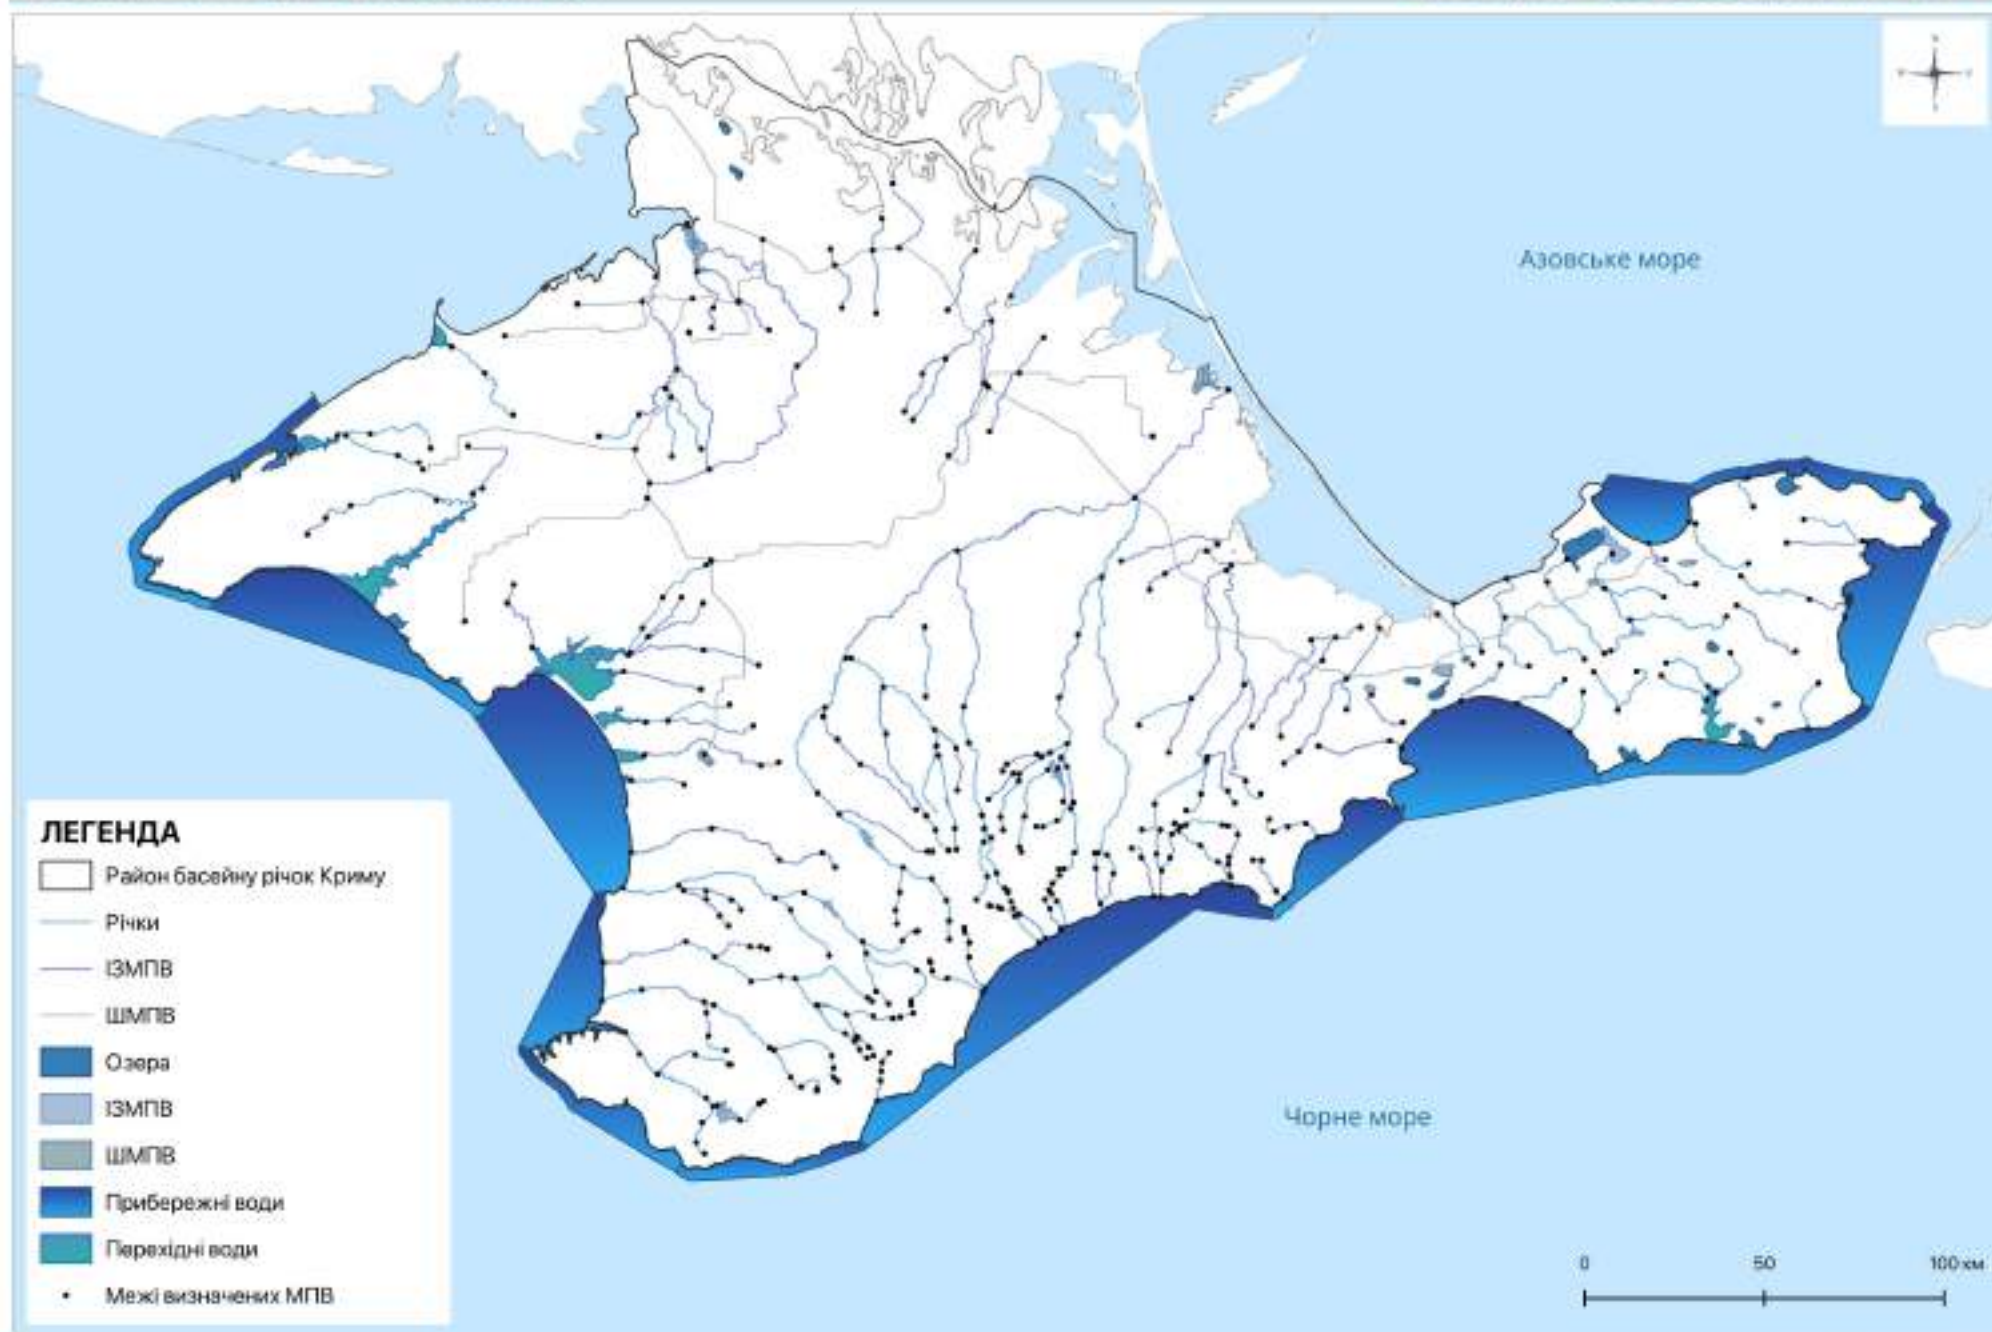 Азовське море
ЛЕГЕНДА
Район басейну річок Криму
Річки
ІЗМПВ
ШМПВ
Озера
ІЗМПВ
ШМПВ
Прибережні води
Перехідні води
Межі визначених МПВ
Чорне море
0 50 100 км